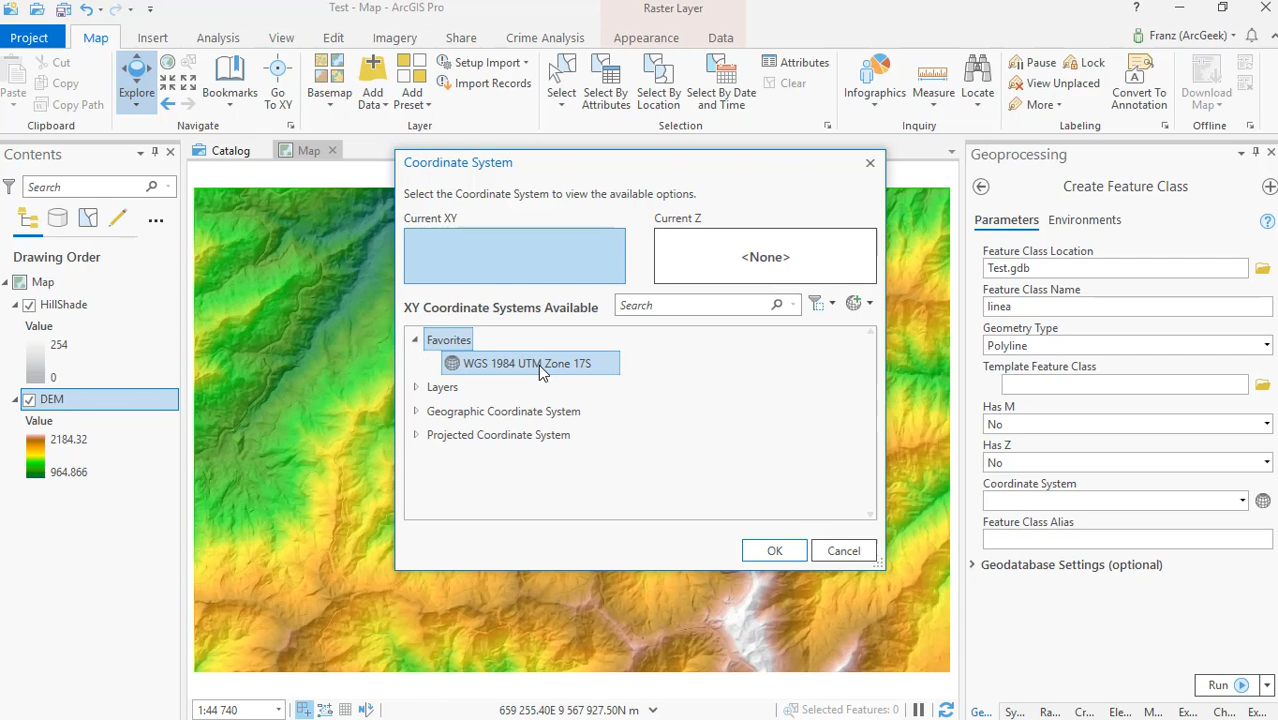 Test - Map - ArcGIS Pro
Raster Layer
?
Project
Map
Insert
Analysis
View
Edit
Imagery
Share
Crime Analysis
Appearance
Data
Franz (ArcGeek)
Paste
Cut
Copy
Copy Path
Clipboard
Explore
Bookmarks
Go
To XY
Navigate
Basemap
Add
Data
Add
Preset
Setup Import
Import Records
Layer
Select
Select By
Attributes
Select By
Location
Select By Date
and Time
Attributes
Clear
Selection
Infographics
Measure
Locate
Inquiry
Pause
Lock
View Unplaced
More
Convert To
Annotation
Labeling
Download
Map
Offline
Contents
Search
Drawing Order
Map
HillShade
Value
254
0
DEM
Value
2184.32
964.866
Catalog
Map
Coordinate System
Select the Coordinate System to view the available options.
Current XY
Current Z
<None>
XY Coordinate Systems Available
Search
Favorites
WGS 1984 UTM Zone 17S
Layers
Geographic Coordinate System
Projected Coordinate System
OK
Cancel
1:44 740
659 255.40E 9 567 927.50N m
Selected Features: 0
Geoprocessing
Create Feature Class
Parameters
Environments
?
Feature Class Location
Test.gdb
Feature Class Name
linea
Geometry Type
Polyline
Template Feature Class
Has M
No
Has Z
No
Coordinate System
Feature Class Alias
Geodatabase Settings (optional)
Run
Ge...
Sy...
Cr...
Ra...
Ele...
M...
Ex...
Ch...
Ex...